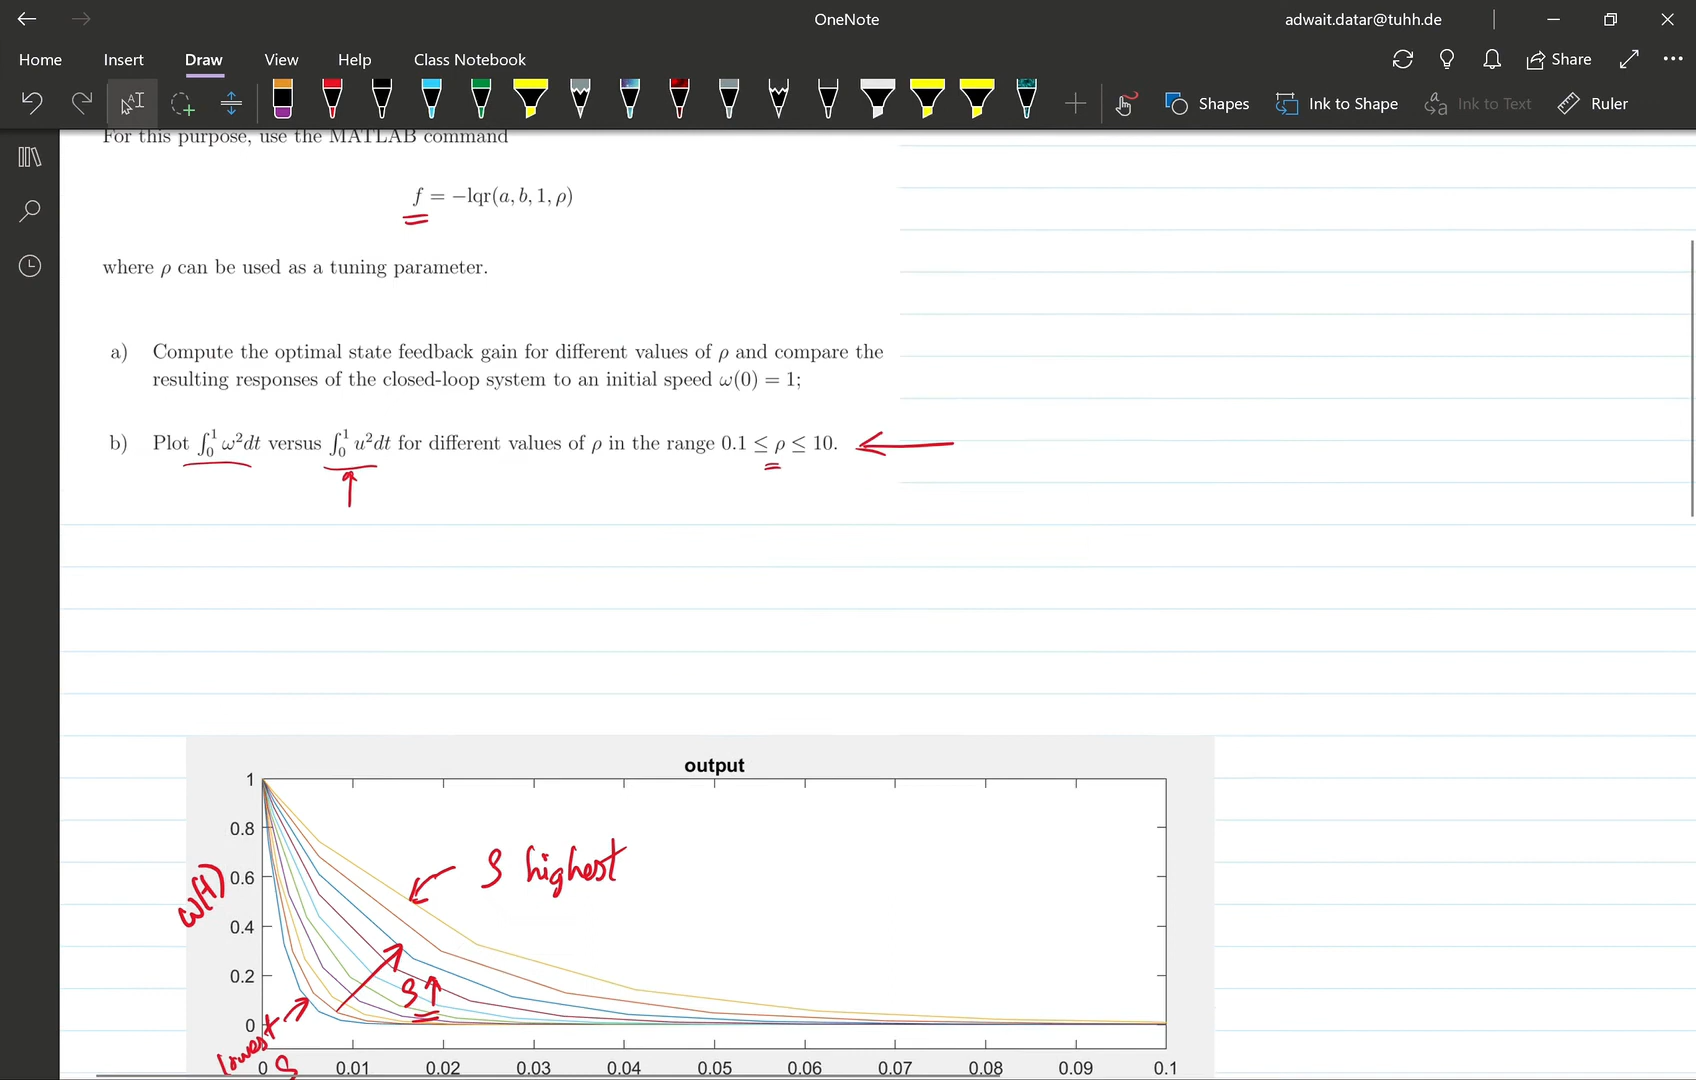 OneNote
adwait.datar@tuhh.de
Home Insert Draw View Help Class Notebook
Share
Shapes Ink to Shape Ink to Text Ruler
For this purpose, use the MATLAB command
f = −lqr(a, b, 1, ρ)
where ρ can be used as a tuning parameter.
a) Compute the optimal state feedback gain for different values of ρ and compare the
resulting responses of the closed-loop system to an initial speed ω(0) = 1;
b) Plot ∫₀¹ ω²dt versus ∫₀¹ u²dt for different values of ρ in the range 0.1 ≤ ρ ≤ 10.
output
1
0.8
ρ highest
ω(t)
0.6
0.4
0.2
ρ↑
0
lowest
ρ
0 0.01 0.02 0.03 0.04 0.05 0.06 0.07 0.08 0.09 0.1